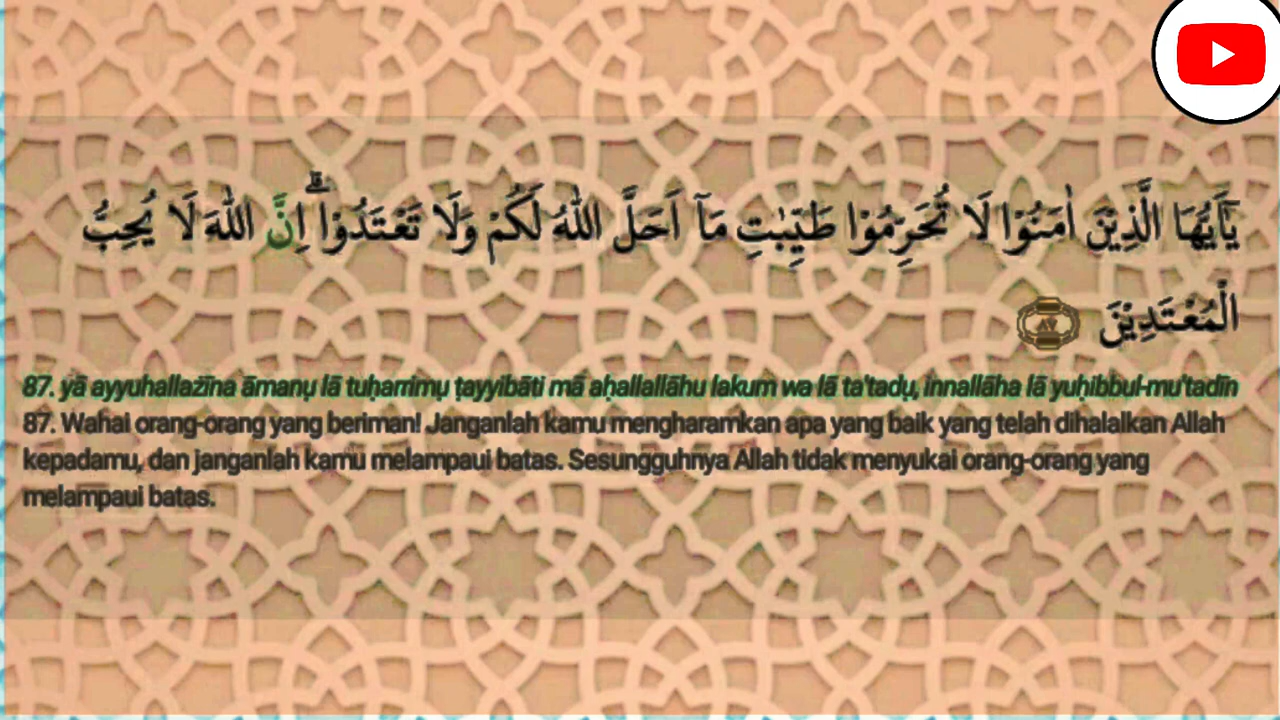 يٰٓاَيُّهَا الَّذِيْنَ اٰمَنُوْا لَا تُحَرِّمُوْا طَيِّبٰتِ مَآ اَحَلَّ اللّٰهُ لَكُمْ وَلَا تَعْتَدُوْاۗ اِنَّ اللّٰهَ لَا يُحِبُّ
الْمُعْتَدِيْنَ ٨٧
87. yā ayyuhallażīna āmanụ lā tuḥarrimụ ṭayyibāti mā aḥallallāhu lakum wa lā ta'tadụ, innallāha lā yuḥibbul-mu'tadīn
87. Wahai orang-orang yang beriman! Janganlah kamu mengharamkan apa yang baik yang telah dihalalkan Allah
kepadamu, dan janganlah kamu melampaui batas. Sesungguhnya Allah tidak menyukai orang-orang yang
melampaui batas.